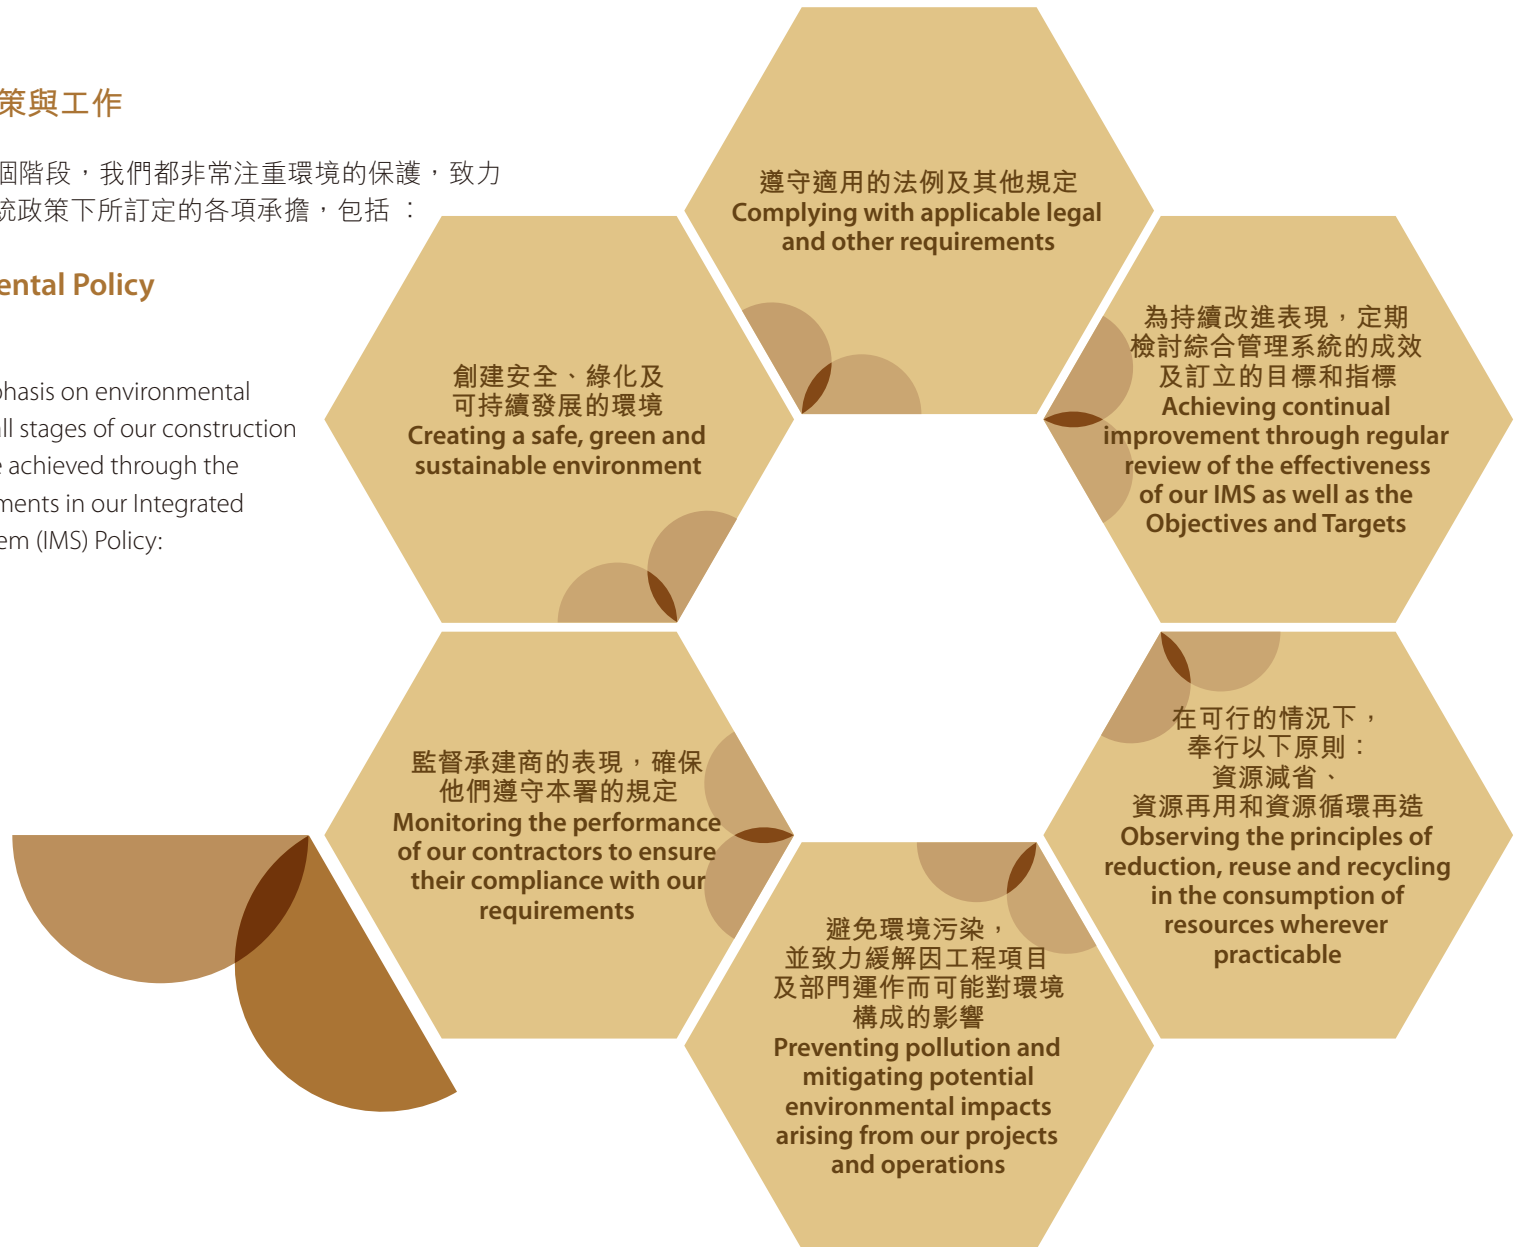 策與工作
個階段，我們都非常注重環境的保護，致力
統政策下所訂定的各項承擔，包括 ：
ental Policy
phasis on environmental
all stages of our construction
e achieved through the
ments in our Integrated
em (IMS) Policy:
遵守適用的法例及其他規定
Complying with applicable legal
and other requirements
為持續改進表現，定期
檢討綜合管理系統的成效
及訂立的目標和指標
Achieving continual
improvement through regular
review of the effectiveness
of our IMS as well as the
Objectives and Targets
創建安全、綠化及
可持續發展的環境
Creating a safe, green and
sustainable environment
在可行的情況下，
奉行以下原則：
資源減省、
資源再用和資源循環再造
Observing the principles of
reduction, reuse and recycling
in the consumption of
resources wherever
practicable
監督承建商的表現，確保
他們遵守本署的規定
Monitoring the performance
of our contractors to ensure
their compliance with our
requirements
避免環境污染，
並致力緩解因工程項目
及部門運作而可能對環境
構成的影響
Preventing pollution and
mitigating potential
environmental impacts
arising from our projects
and operations